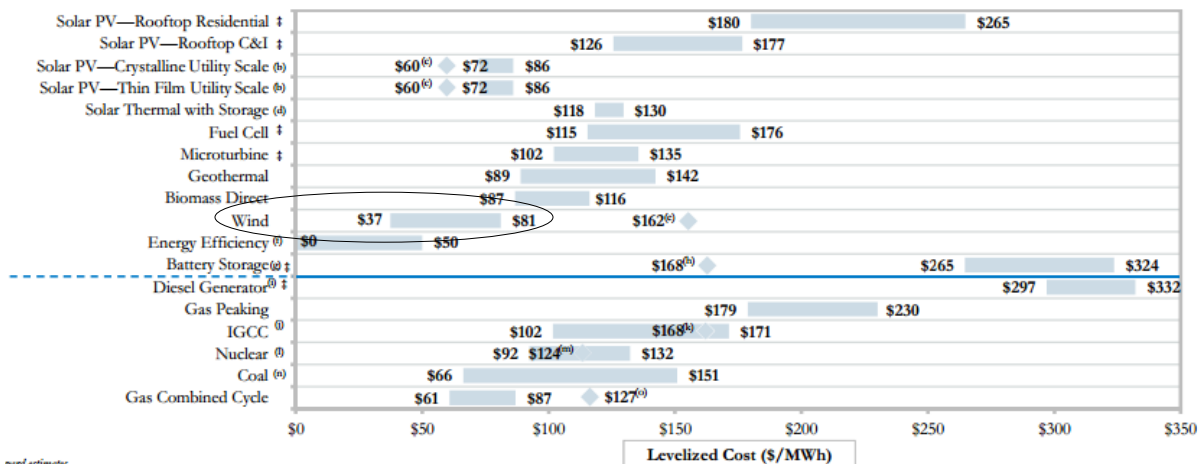 Solar PV—Rooftop Residential ‡ $180 $265
Solar PV—Rooftop C&I ‡ $126 $177
Solar PV—Crystalline Utility Scale (b) $60(c) $72 $86
Solar PV—Thin Film Utility Scale (b) $60(c) $72 $86
Solar Thermal with Storage (d) $118 $130
Fuel Cell ‡ $115 $176
Microturbine ‡ $102 $135
Geothermal $89 $142
Biomass Direct $87 $116
Wind $37 $81 $162(e)
Energy Efficiency (f) $0 $50
Battery Storage(g) ‡ $168(h) $265 $324
Diesel Generator(i) ‡ $297 $332
Gas Peaking $179 $230
IGCC (j) $102 $168(k) $171
Nuclear (l) $92 $124(m) $132
Coal (n) $66 $151
Gas Combined Cycle $61 $87 $127(o)
$0 $50 $100 $150 $200 $250 $300 $350
Levelized Cost ($/MWh)
estimates